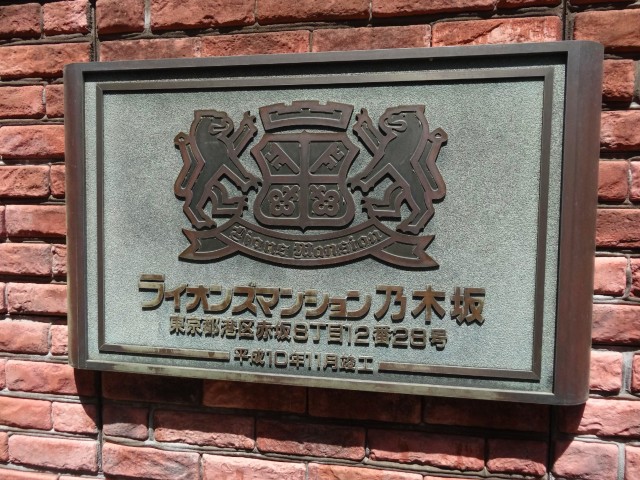 Lions Mansion
ライオンズマンション乃木坂
東京都港区赤坂8丁目12番28号
平成10年11月竣工